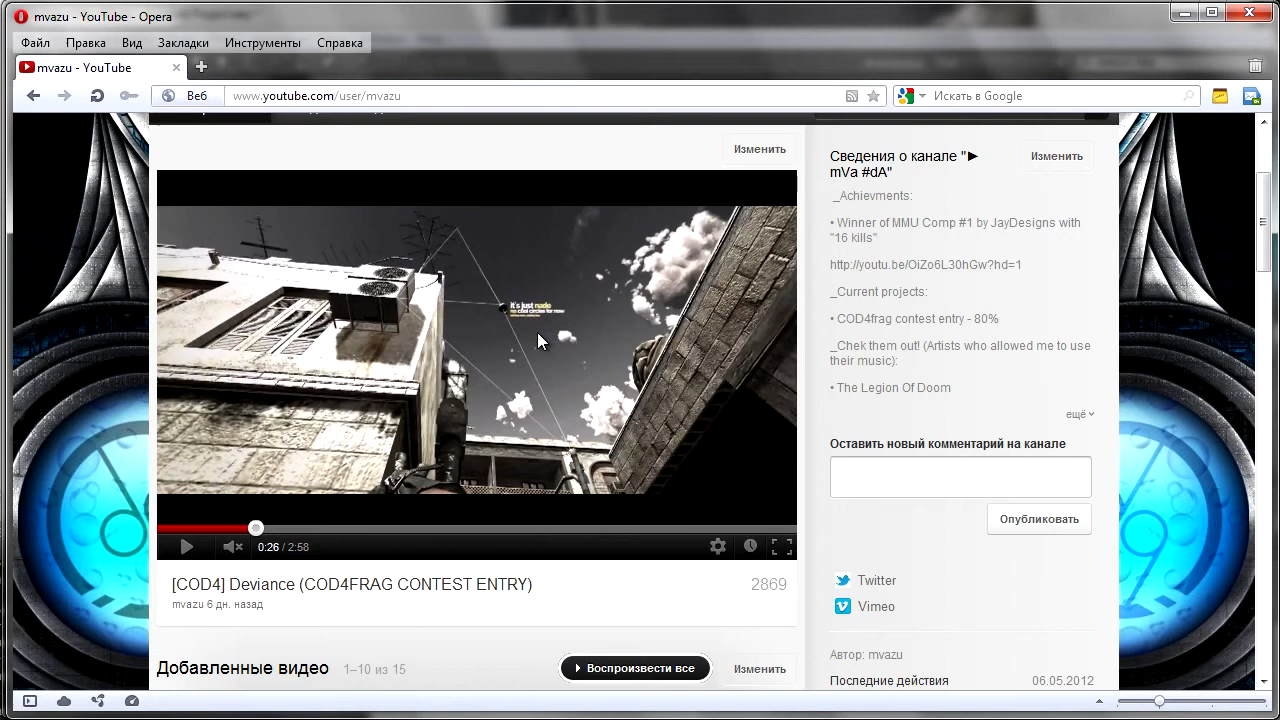 mvazu - YouTube - Opera
Файл Правка Вид Закладки Инструменты Справка
mvazu - YouTube
Веб www.youtube.com/user/mvazu Искать в Google
Изменить
it's just nade
no cool circles for now
0:26 / 2:58
[COD4] Deviance (COD4FRAG CONTEST ENTRY) 2869
mvazu 6 дн. назад
Добавленные видео 1–10 из 15 Воспроизвести все Изменить
Сведения о канале "► Изменить
mVa #dA"
_Achievments:
• Winner of MMU Comp #1 by JayDesigns with
"16 kills"
http://youtu.be/OiZo6L30hGw?hd=1
_Current projects:
• COD4frag contest entry - 80%
_Chek them out! (Artists who allowed me to use
their music):
• The Legion Of Doom
ещё
Оставить новый комментарий на канале
Опубликовать
Twitter
Vimeo
Автор: mvazu
Последние действия 06.05.2012